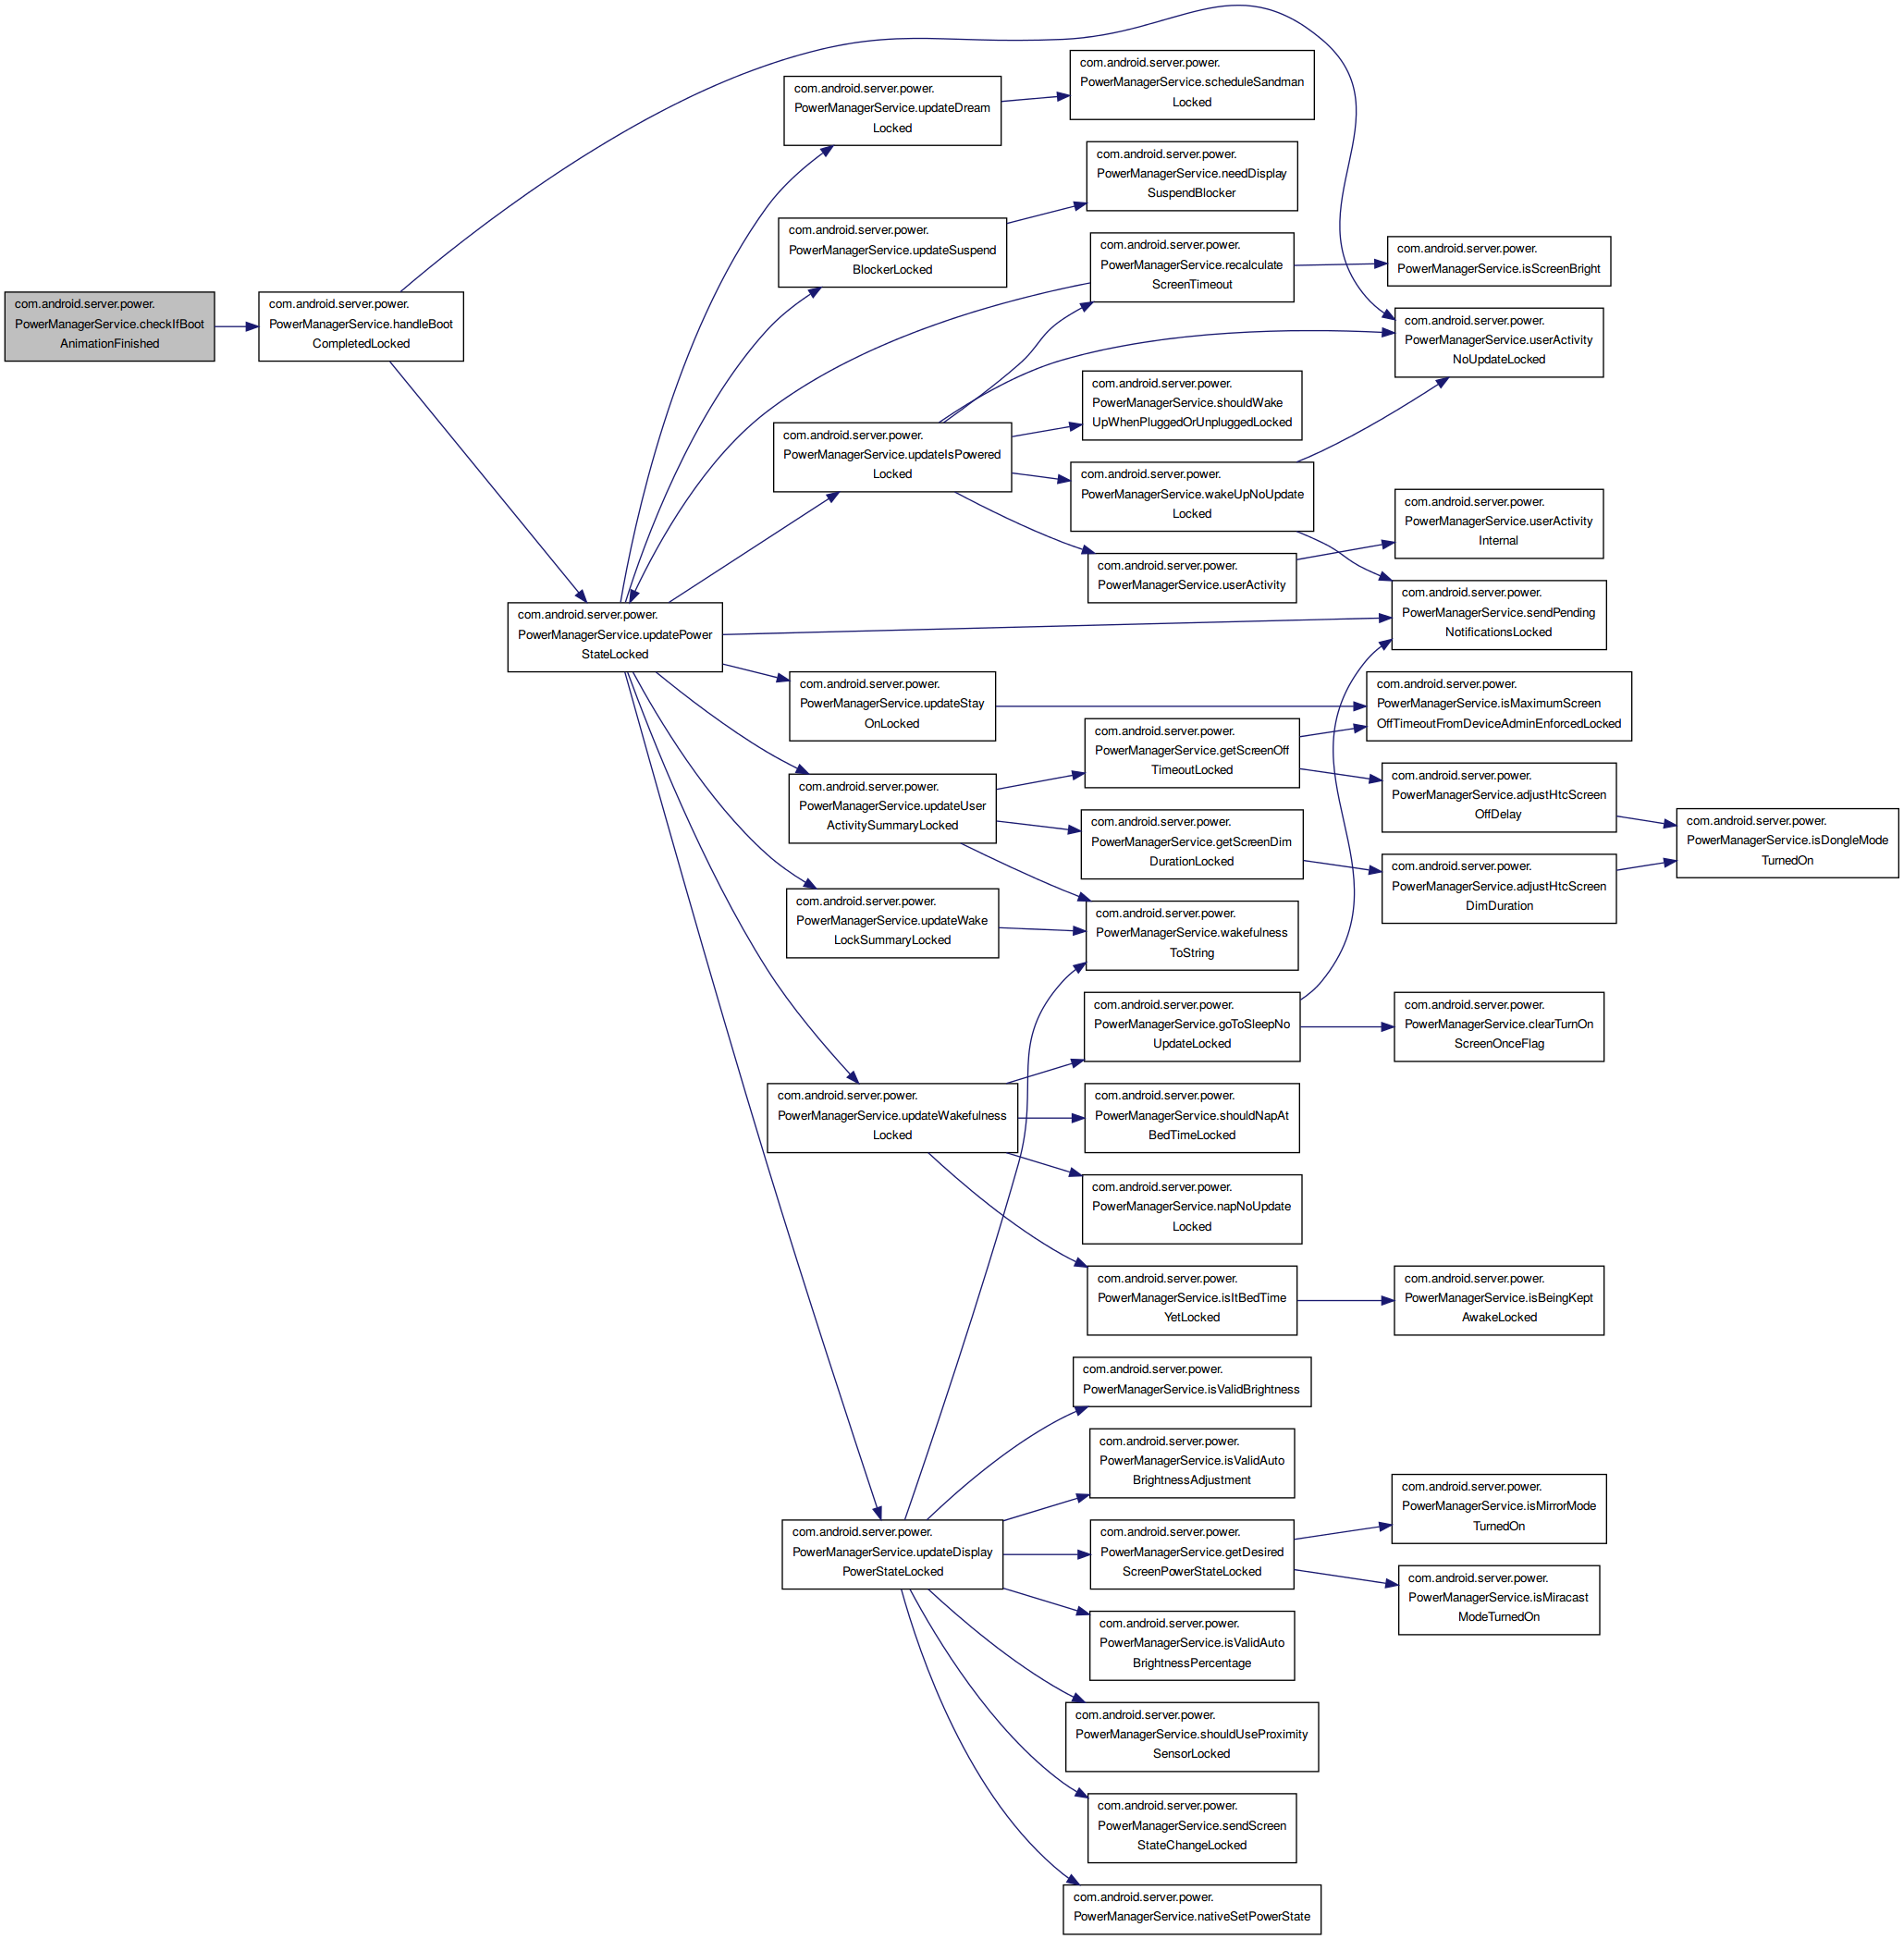 com.android.server.power.
PowerManagerService.checkIfBoot
AnimationFinished
com.android.server.power.
PowerManagerService.handleBoot
CompletedLocked
com.android.server.power.
PowerManagerService.updatePower
StateLocked
com.android.server.power.
PowerManagerService.updateDream
Locked
com.android.server.power.
PowerManagerService.updateSuspend
BlockerLocked
com.android.server.power.
PowerManagerService.updateIsPowered
Locked
com.android.server.power.
PowerManagerService.updateStay
OnLocked
com.android.server.power.
PowerManagerService.updateUser
ActivitySummaryLocked
com.android.server.power.
PowerManagerService.updateWake
LockSummaryLocked
com.android.server.power.
PowerManagerService.updateWakefulness
Locked
com.android.server.power.
PowerManagerService.updateDisplay
PowerStateLocked
com.android.server.power.
PowerManagerService.scheduleSandman
Locked
com.android.server.power.
PowerManagerService.needDisplay
SuspendBlocker
com.android.server.power.
PowerManagerService.recalculate
ScreenTimeout
com.android.server.power.
PowerManagerService.shouldWake
UpWhenPluggedOrUnpluggedLocked
com.android.server.power.
PowerManagerService.wakeUpNoUpdate
Locked
com.android.server.power.
PowerManagerService.userActivity
com.android.server.power.
PowerManagerService.getScreenOff
TimeoutLocked
com.android.server.power.
PowerManagerService.getScreenDim
DurationLocked
com.android.server.power.
PowerManagerService.wakefulness
ToString
com.android.server.power.
PowerManagerService.goToSleepNo
UpdateLocked
com.android.server.power.
PowerManagerService.shouldNapAt
BedTimeLocked
com.android.server.power.
PowerManagerService.napNoUpdate
Locked
com.android.server.power.
PowerManagerService.isItBedTime
YetLocked
com.android.server.power.
PowerManagerService.isValidBrightness
com.android.server.power.
PowerManagerService.isValidAuto
BrightnessAdjustment
com.android.server.power.
PowerManagerService.getDesired
ScreenPowerStateLocked
com.android.server.power.
PowerManagerService.isValidAuto
BrightnessPercentage
com.android.server.power.
PowerManagerService.shouldUseProximity
SensorLocked
com.android.server.power.
PowerManagerService.sendScreen
StateChangeLocked
com.android.server.power.
PowerManagerService.nativeSetPowerState
com.android.server.power.
PowerManagerService.isScreenBright
com.android.server.power.
PowerManagerService.userActivity
NoUpdateLocked
com.android.server.power.
PowerManagerService.userActivity
Internal
com.android.server.power.
PowerManagerService.sendPending
NotificationsLocked
com.android.server.power.
PowerManagerService.isMaximumScreen
OffTimeoutFromDeviceAdminEnforcedLocked
com.android.server.power.
PowerManagerService.adjustHtcScreen
OffDelay
com.android.server.power.
PowerManagerService.adjustHtcScreen
DimDuration
com.android.server.power.
PowerManagerService.clearTurnOn
ScreenOnceFlag
com.android.server.power.
PowerManagerService.isBeingKept
AwakeLocked
com.android.server.power.
PowerManagerService.isMirrorMode
TurnedOn
com.android.server.power.
PowerManagerService.isMiracast
ModeTurnedOn
com.android.server.power.
PowerManagerService.isDongleMode
TurnedOn